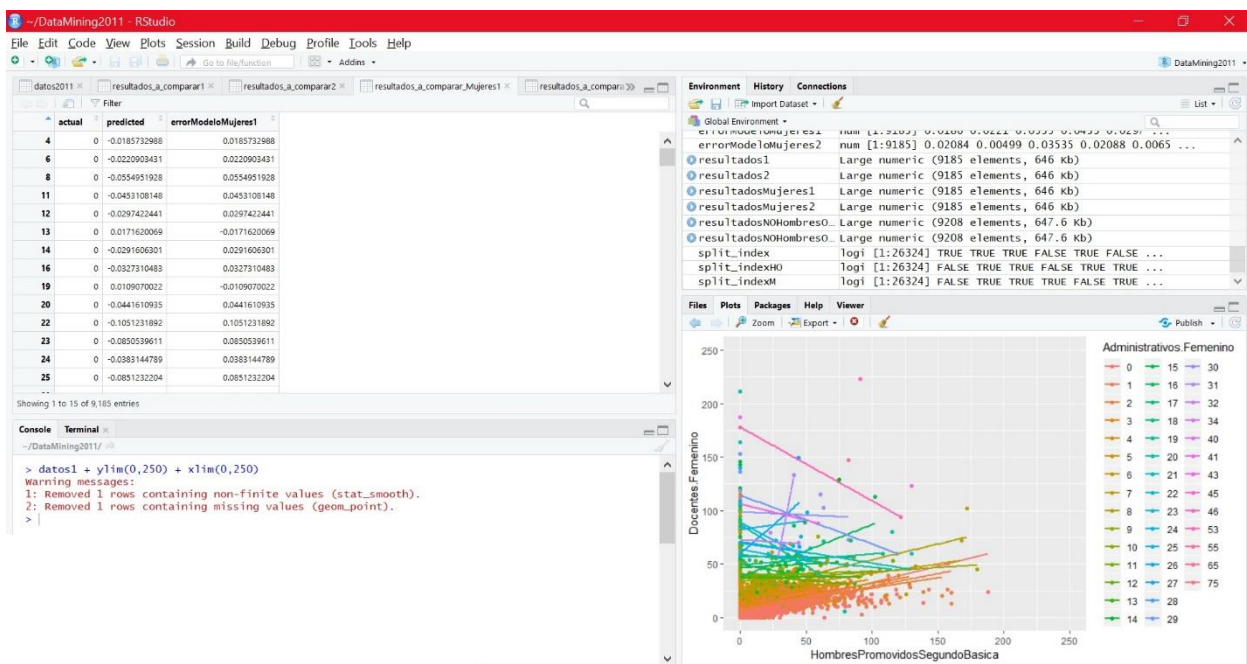 ~/DataMining2011 - RStudio
File Edit Code View Plots Session Build Debug Profile Tools Help
Go to file/function Addins
DataMining2011
datos2011 resultados_a_comparar1 resultados_a_comparar2 resultados_a_comparar_Mujeres1 resultados_a_compara
Filter
actual predicted errorModeloMujeres1
4 0 -0.0185732988 0.0185732988
6 0 -0.0220903431 0.0220903431
8 0 -0.0554951928 0.0554951928
11 0 -0.0453108148 0.0453108148
12 0 -0.0297422441 0.0297422441
13 0 0.0171620069 -0.0171620069
14 0 -0.0291606301 0.0291606301
16 0 -0.0327310483 0.0327310483
19 0 0.0109070022 -0.0109070022
20 0 -0.0441610935 0.0441610935
22 0 -0.1051231892 0.1051231892
23 0 -0.0850539611 0.0850539611
24 0 -0.0383144789 0.0383144789
25 0 -0.0851232204 0.0851232204
Showing 1 to 15 of 9,185 entries
Console Terminal
~/DataMining2011/
> datos1 + ylim(0,250) + xlim(0,250)
Warning messages:
1: Removed 1 rows containing non-finite values (stat_smooth).
2: Removed 1 rows containing missing values (geom_point).
>
Environment History Connections
Import Dataset List
Global Environment
errorModeloMujeres2 num [1:9185] 0.02084 0.00499 0.03535 0.02088 0.0065 ...
resultados1 Large numeric (9185 elements, 646 Kb)
resultados2 Large numeric (9185 elements, 646 Kb)
resultadosMujeres1 Large numeric (9185 elements, 646 Kb)
resultadosMujeres2 Large numeric (9185 elements, 646 Kb)
resultadosNOHombresO… Large numeric (9208 elements, 647.6 Kb)
resultadosNOHombresO… Large numeric (9208 elements, 647.6 Kb)
split_index logi [1:26324] TRUE TRUE TRUE FALSE TRUE FALSE ...
split_indexHO logi [1:26324] FALSE TRUE TRUE FALSE TRUE TRUE ...
split_indexM logi [1:26324] FALSE TRUE TRUE TRUE FALSE TRUE ...
Files Plots Packages Help Viewer
Zoom Export Publish
Administrativos.Femenino
0 15 30
1 16 31
2 17 32
3 18 34
4 19 40
5 20 41
6 21 43
7 22 45
8 23 46
9 24 53
10 25 55
11 26 65
12 27 75
13 28
14 29
250
200
150
100
50
0
Docentes.Femenino
0 50 100 150 200 250
HombresPromovidosSegundoBasica